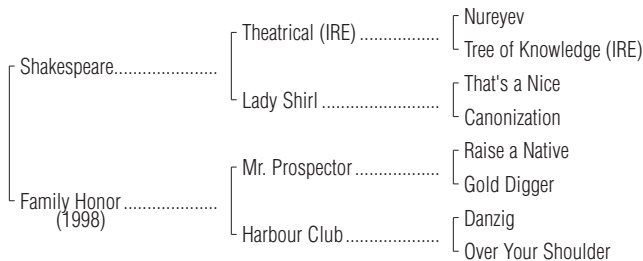 Nureyev
Theatrical (IRE) .................
Tree of Knowledge (IRE)
Shakespeare......................
That's a Nice
Lady Shirl .........................
Canonization
Raise a Native
Mr. Prospector ..................
Gold Digger
Family Honor ....................
(1998)
Danzig
Harbour Club ....................
Over Your Shoulder